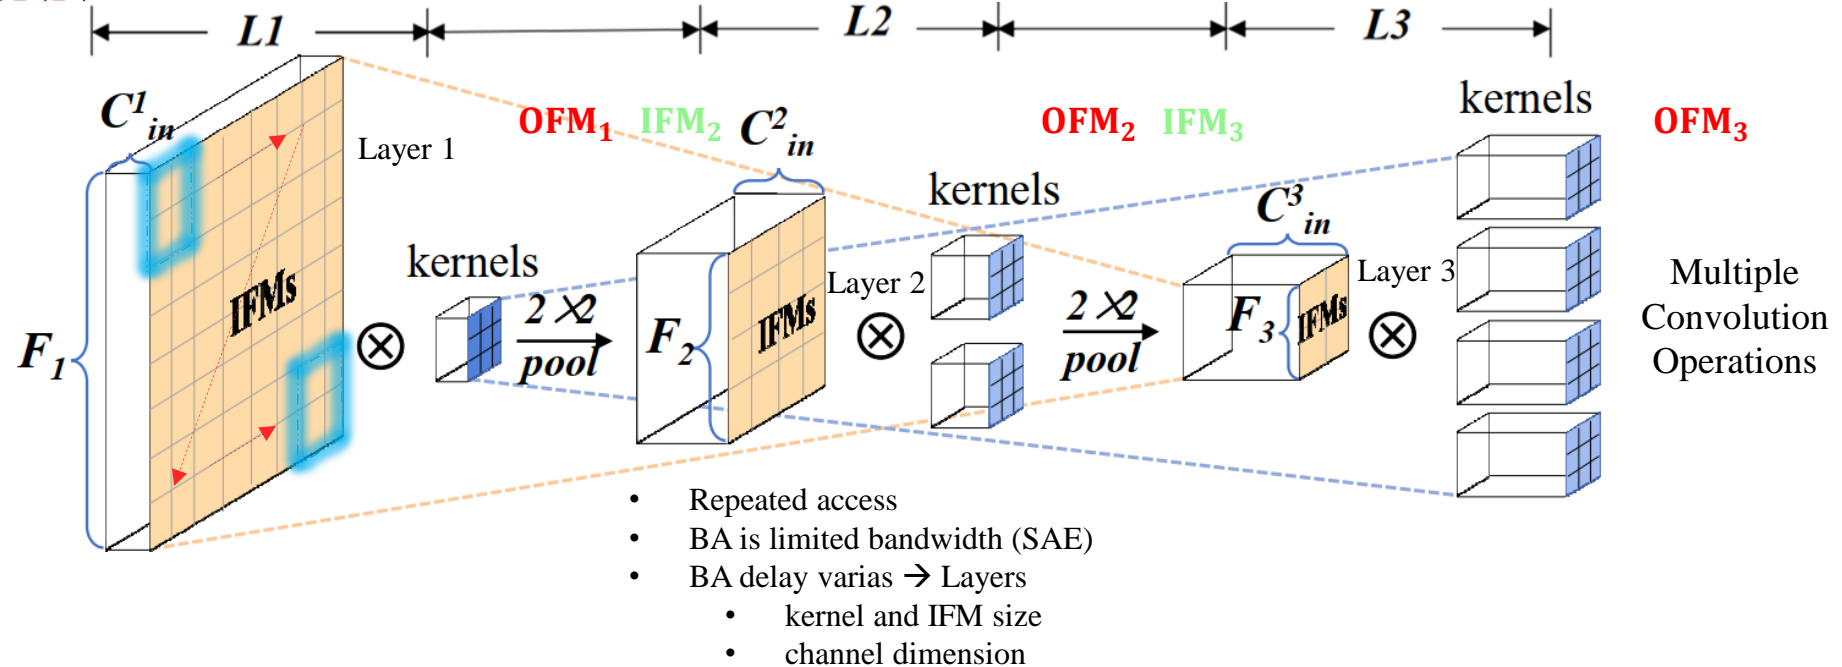 L1
L2
L3
C¹in
Layer 1
OFM₁ IFM₂
C²in
OFM₂ IFM₃
kernels
OFM₃
IFMs
F₁
kernels
2×2
pool
F₂
IFMs
Layer 2
kernels
2×2
pool
C³in
F₃
IFMs
Layer 3
Multiple
Convolution
Operations
• Repeated access
• BA is limited bandwidth (SAE)
• BA delay varias → Layers
• kernel and IFM size
• channel dimension